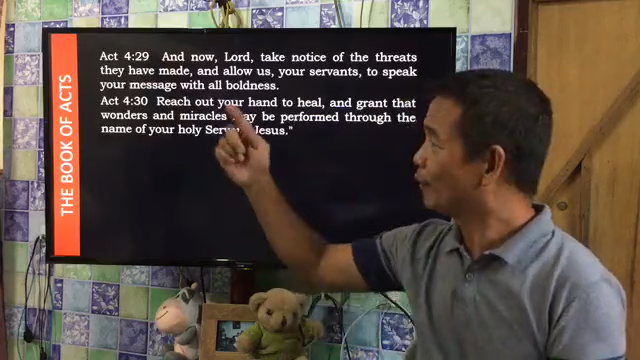 THE BOOK OF ACTS
Act 4:29 And now, Lord, take notice of the threats
they have made, and allow us, your servants, to speak
your message with all boldness.
Act 4:30 Reach out your hand to heal, and grant that
wonders and miracles may be performed through the
name of your holy Jesus."